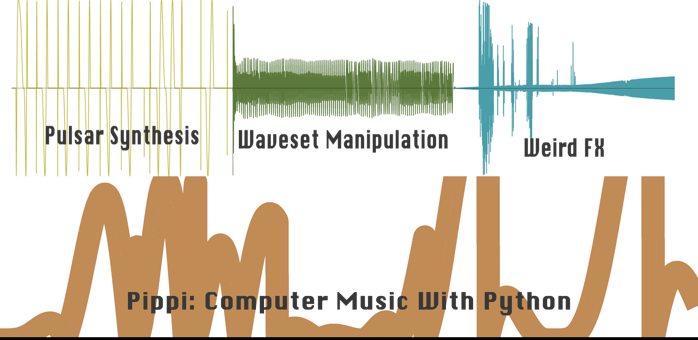 Pulsar Synthesis
Waveset Manipulation
Weird FX
Pippi: Computer Music With Python